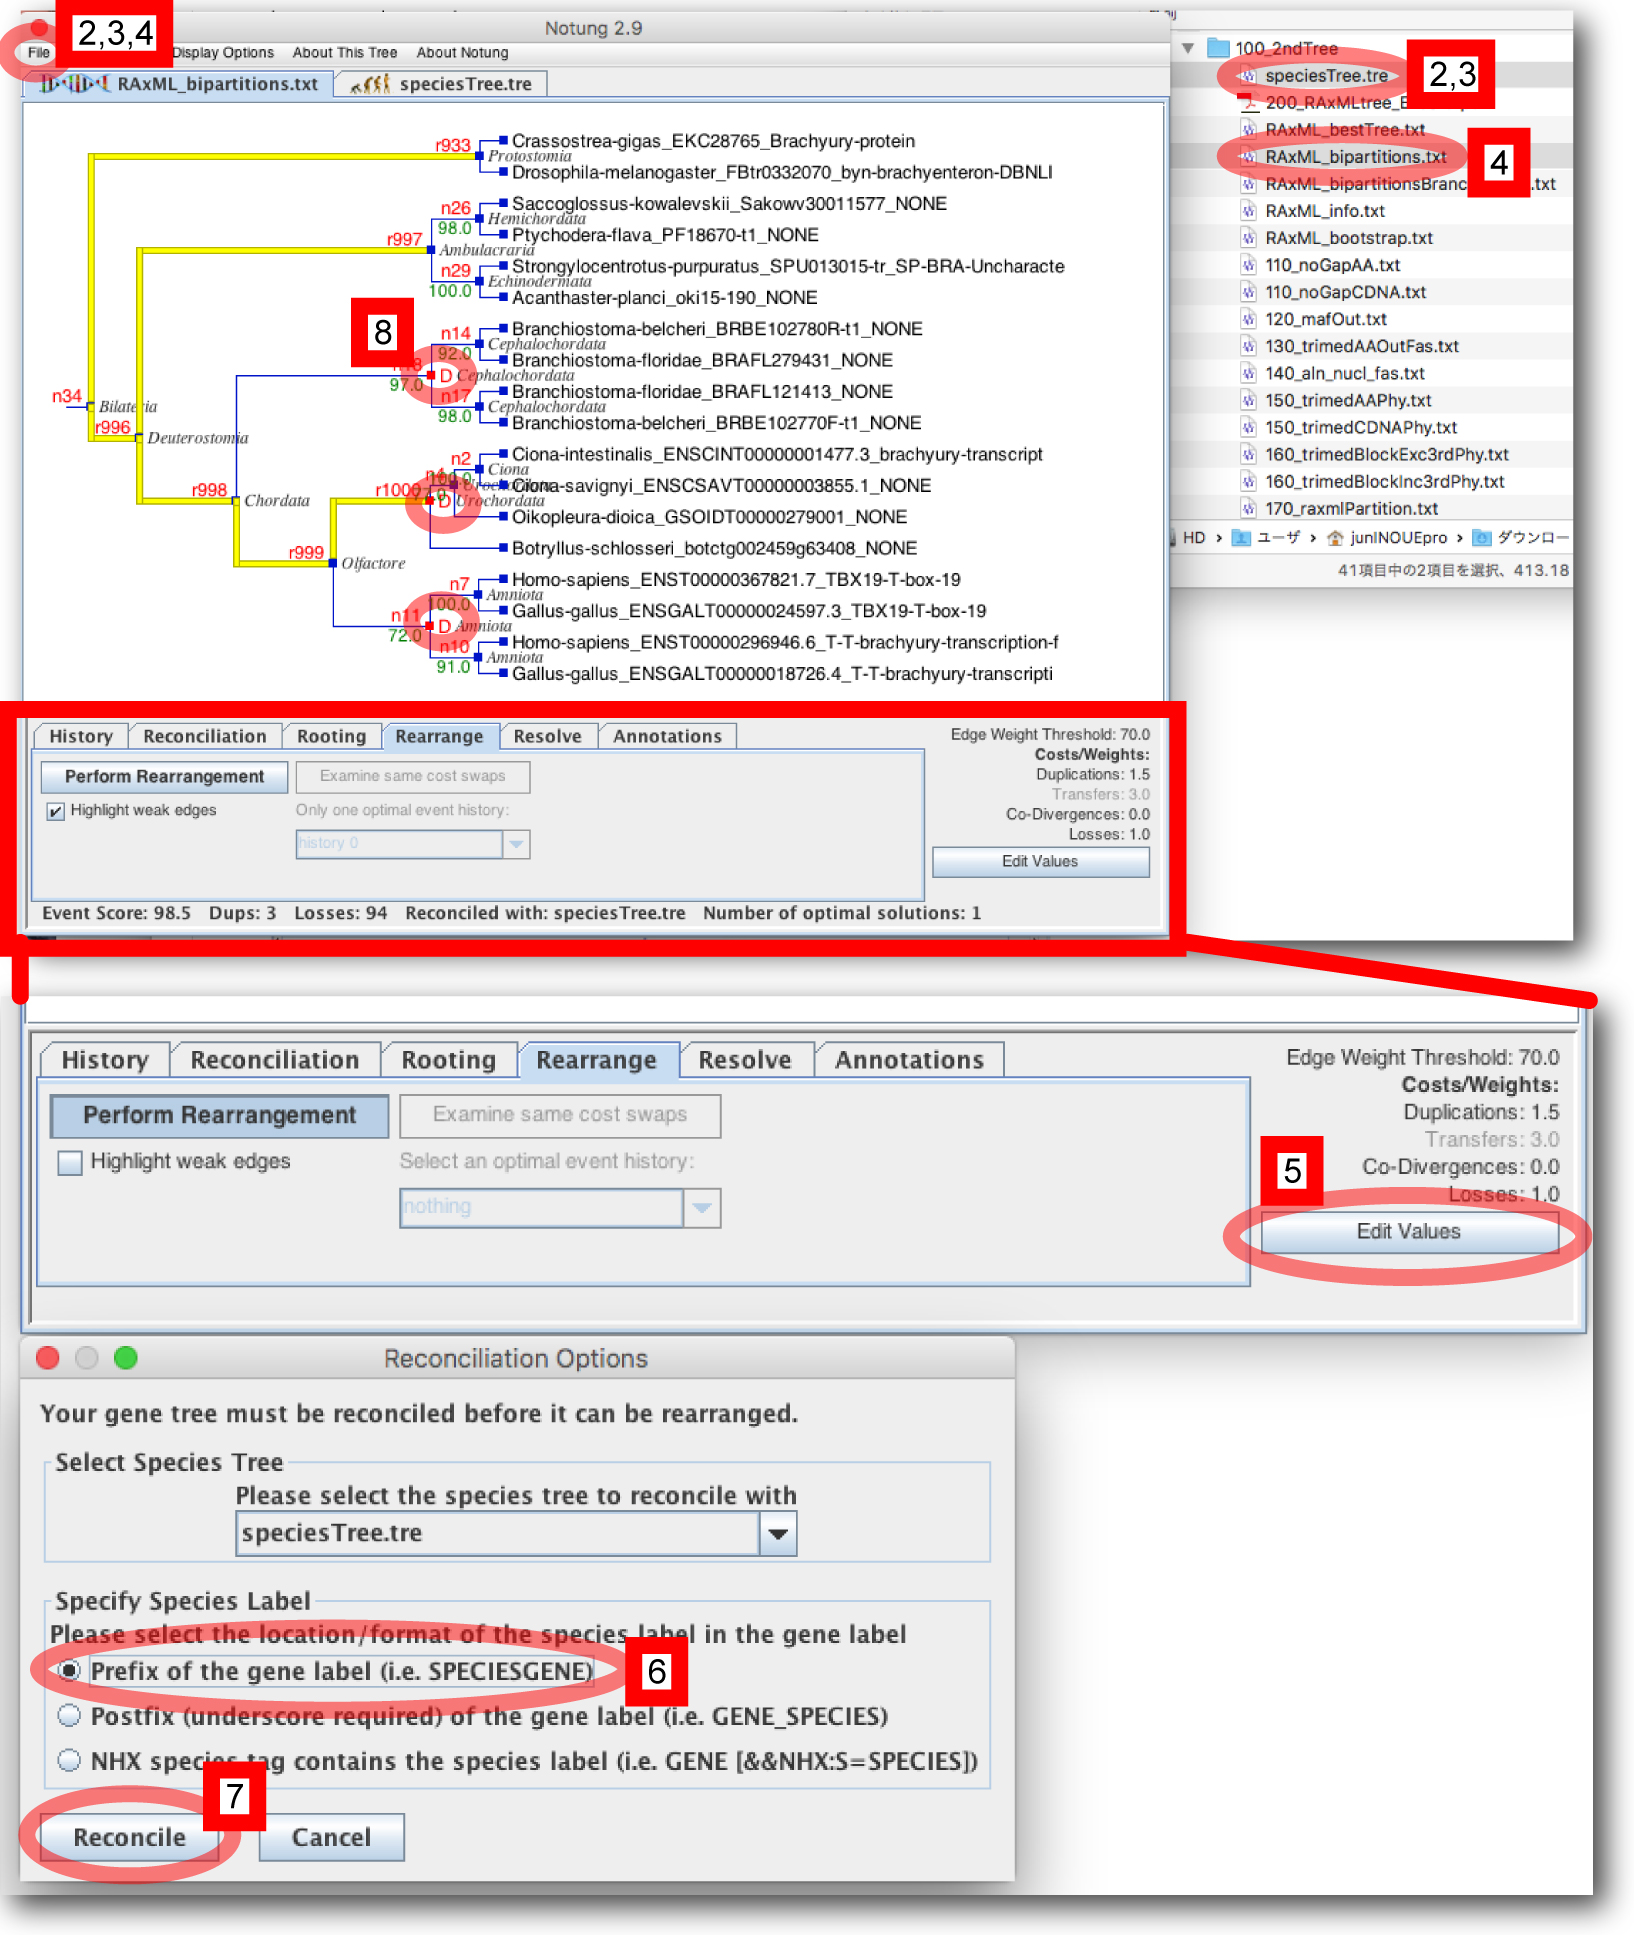 2,3,4
Notung 2.9
File
Display Options About This Tree About Notung
RAxML_bipartitions.txt speciesTree.tre
100_2ndTree
speciesTree.tre
2,3
200_RAxMLtree_E
RAxML_bestTree.txt
RAxML_bipartitions.txt
4
RAxML_bipartitionsBranc .txt
RAxML_info.txt
RAxML_bootstrap.txt
110_noGapAA.txt
110_noGapCDNA.txt
120_mafOut.txt
130_trimedAAOutFas.txt
140_aln_nucl_fas.txt
150_trimedAAPhy.txt
150_trimedCDNAPhy.txt
160_trimedBlockExc3rdPhy.txt
160_trimedBlockInc3rdPhy.txt
170_raxmlPartition.txt
HD › ユーザ › junINOUEpro › ダウンロー
41項目中の2項目を選択、413.18
r933
Crassostrea-gigas_EKC28765_Brachyury-protein
Protostomia
Drosophila-melanogaster_FBtr0332070_byn-brachyenteron-DBNLI
n26
Saccoglossus-kowalevskii_Sakowv30011577_NONE
Hemichordata
98.0
Ptychodera-flava_PF18670-t1_NONE
r997
Ambulacraria
n29
Strongylocentrotus-purpuratus_SPU013015-tr_SP-BRA-Uncharacte
Echinodermata
100.0
Acanthaster-planci_oki15-190_NONE
8
n14
Branchiostoma-belcheri_BRBE102780R-t1_NONE
Cephalochordata
92.0
Branchiostoma-floridae_BRAFL279431_NONE
D Cephalochordata
97.0
n17
Branchiostoma-floridae_BRAFL121413_NONE
Cephalochordata
98.0
Branchiostoma-belcheri_BRBE102770F-t1_NONE
n34
Bilateria
r996
Deuterostomia
n2
Ciona-intestinalis_ENSCINT00000001477.3_brachyury-transcript
Ciona
n4
Ciona-savignyi_ENSCSAVT00000003855.1_NONE
r998
Chordata
r1000
D Urochordata
Oikopleura-dioica_GSOIDT00000279001_NONE
Botryllus-schlosseri_botctg002459g63408_NONE
r999
Olfactore
n7
Homo-sapiens_ENST00000367821.7_TBX19-T-box-19
Amniota
100.0
Gallus-gallus_ENSGALT00000024597.3_TBX19-T-box-19
n11
D Amniota
72.0
n10
Homo-sapiens_ENST00000296946.6_T-T-brachyury-transcription-f
Amniota
91.0
Gallus-gallus_ENSGALT00000018726.4_T-T-brachyury-transcripti
History Reconciliation Rooting Rearrange Resolve Annotations
Perform Rearrangement Examine same cost swaps
Highlight weak edges Only one optimal event history:
history 0
Edge Weight Threshold: 70.0
Costs/Weights:
Duplications: 1.5
Transfers: 3.0
Co-Divergences: 0.0
Losses: 1.0
Edit Values
Event Score: 98.5 Dups: 3 Losses: 94 Reconciled with: speciesTree.tre Number of optimal solutions: 1
History Reconciliation Rooting Rearrange Resolve Annotations
Perform Rearrangement Examine same cost swaps
Highlight weak edges Select an optimal event history:
nothing
Edge Weight Threshold: 70.0
Costs/Weights:
Duplications: 1.5
Transfers: 3.0
Co-Divergences: 0.0
Losses: 1.0
5
Edit Values
Reconciliation Options
Your gene tree must be reconciled before it can be rearranged.
Select Species Tree
Please select the species tree to reconcile with
speciesTree.tre
Specify Species Label
Please select the location/format of the species label in the gene label
Prefix of the gene label (i.e. SPECIESGENE)
6
Postfix (underscore required) of the gene label (i.e. GENE_SPECIES)
NHX species tag contains the species label (i.e. GENE [&&NHX:S=SPECIES])
7
Reconcile Cancel